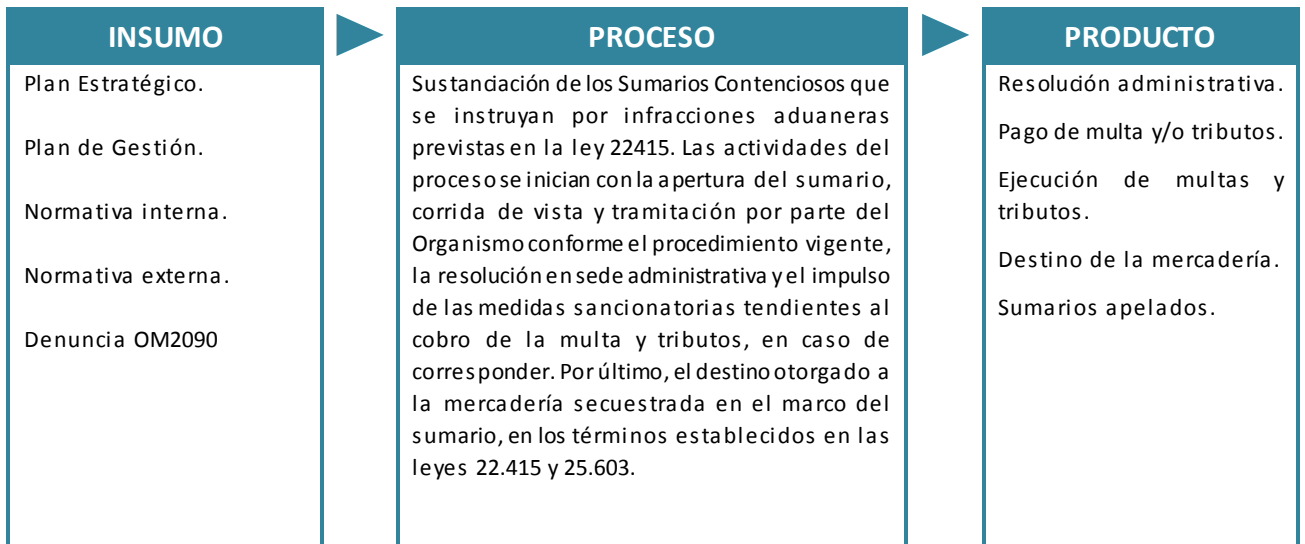 INSUMO
Plan Estratégico.
Plan de Gestión.
Normativa interna.
Normativa externa.
Denuncia OM2090
PROCESO
Sustanciación de los Sumarios Contenciosos que
se instruyan por infracciones aduaneras
previstas en la ley 22415. Las actividades del
proceso se inician con la apertura del sumario,
corrida de vista y tramitación por parte del
Organismo conforme el procedimiento vigente,
la resolución en sede administrativa y el impulso
de las medidas sancionatorias tendientes al
cobro de la multa y tributos, en caso de
corresponder. Por último, el destino otorgado a
la mercadería secuestrada en el marco del
sumario, en los términos establecidos en las
leyes 22.415 y 25.603.
PRODUCTO
Resolución administrativa.
Pago de multa y/o tributos.
Ejecución de multas y
tributos.
Destino de la mercadería.
Sumarios apelados.